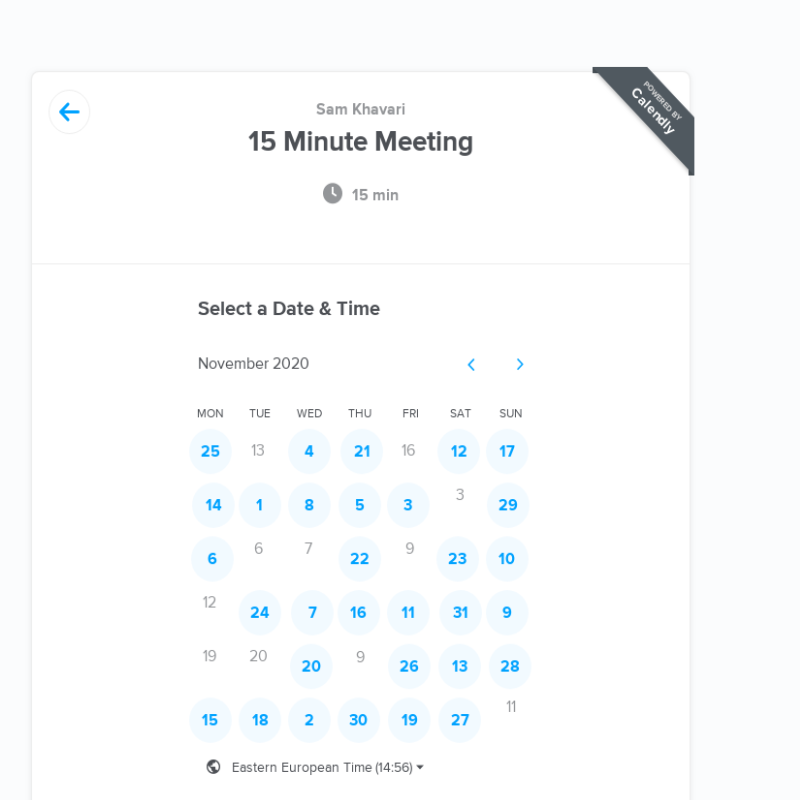 POWERED BY
Calendly
Sam Khavari
15 Minute Meeting
15 min
Select a Date & Time
November 2020
MON TUE WED THU FRI SAT SUN
25 13 4 21 16 12 17
14 1 8 5 3 3 29
6 6 7 22 9 23 10
12 24 7 16 11 31 9
19 20 20 9 26 13 28
15 18 2 30 19 27 11
Eastern European Time (14:56)